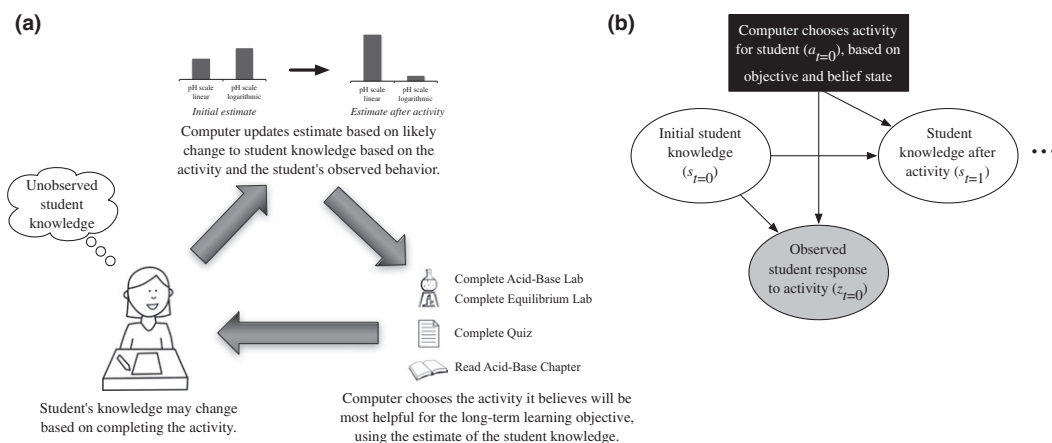 (a)
pH scale
linear
pH scale
logarithmic
Initial estimate
pH scale
linear
pH scale
logarithmic
Estimate after activity
Computer updates estimate based on likely
change to student knowledge based on the
activity and the student's observed behavior.
Unobserved
student
knowledge
Complete Acid-Base Lab
Complete Equilibrium Lab
Complete Quiz
Read Acid-Base Chapter
Student's knowledge may change
based on completing the activity.
Computer chooses the activity it believes will be
most helpful for the long-term learning objective,
using the estimate of the student knowledge.
(b)
Computer chooses activity
for student (a_{t=0}), based on
objective and belief state
Initial student
knowledge
(s_{t=0})
Student
knowledge after
activity (s_{t=1})
•••
Observed
student response
to activity (z_{t=0})